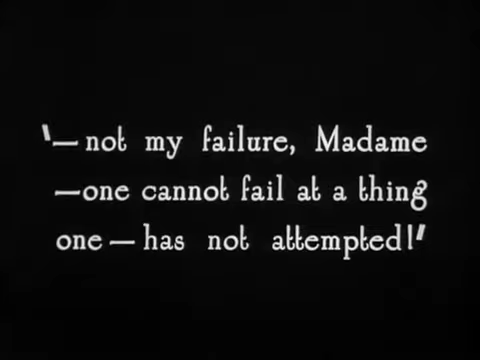 "—not my failure, Madame
—one cannot fail at a thing
one—has not attempted!"